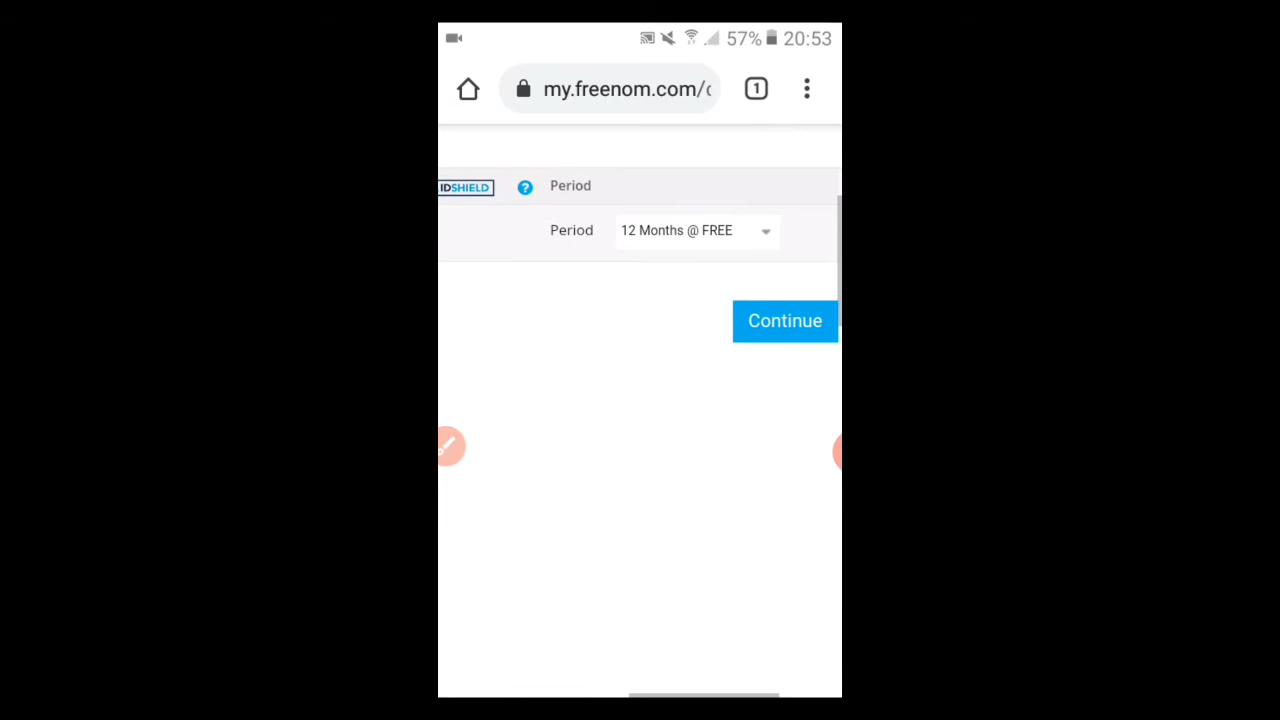 57% 20:53
my.freenom.com/c 1
IDSHIELD ? Period
Period 12 Months @ FREE
Continue